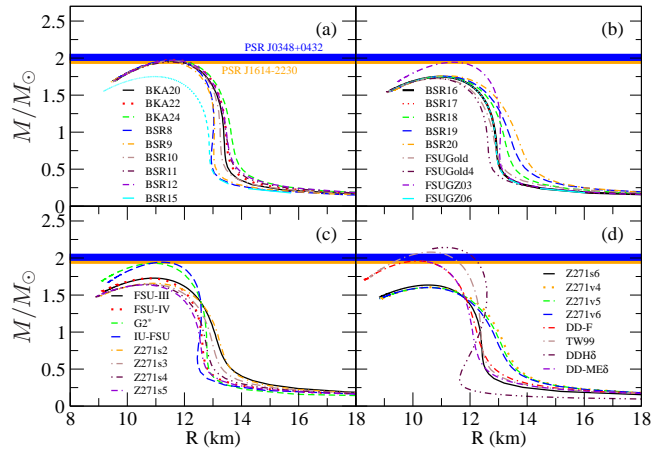 (a)
PSR J0348+0432
PSR J1614-2230
BKA20
BKA22
BKA24
BSR8
BSR9
BSR10
BSR11
BSR12
BSR15
(b)
BSR16
BSR17
BSR18
BSR19
BSR20
FSUGold
FSUGold4
FSUGZ03
FSUGZ06
M/M⊙
2.5
2
1.5
1
0.5
0
(c)
FSU-III
FSU-IV
G2*
IU-FSU
Z271s2
Z271s3
Z271s4
Z271s5
(d)
Z271s6
Z271v4
Z271v5
Z271v6
DD-F
TW99
DDHδ
DD-MEδ
M/M⊙
2.5
2
1.5
1
0.5
0
8 10 12 14 16 18
R (km)
10 12 14 16 18
R (km)